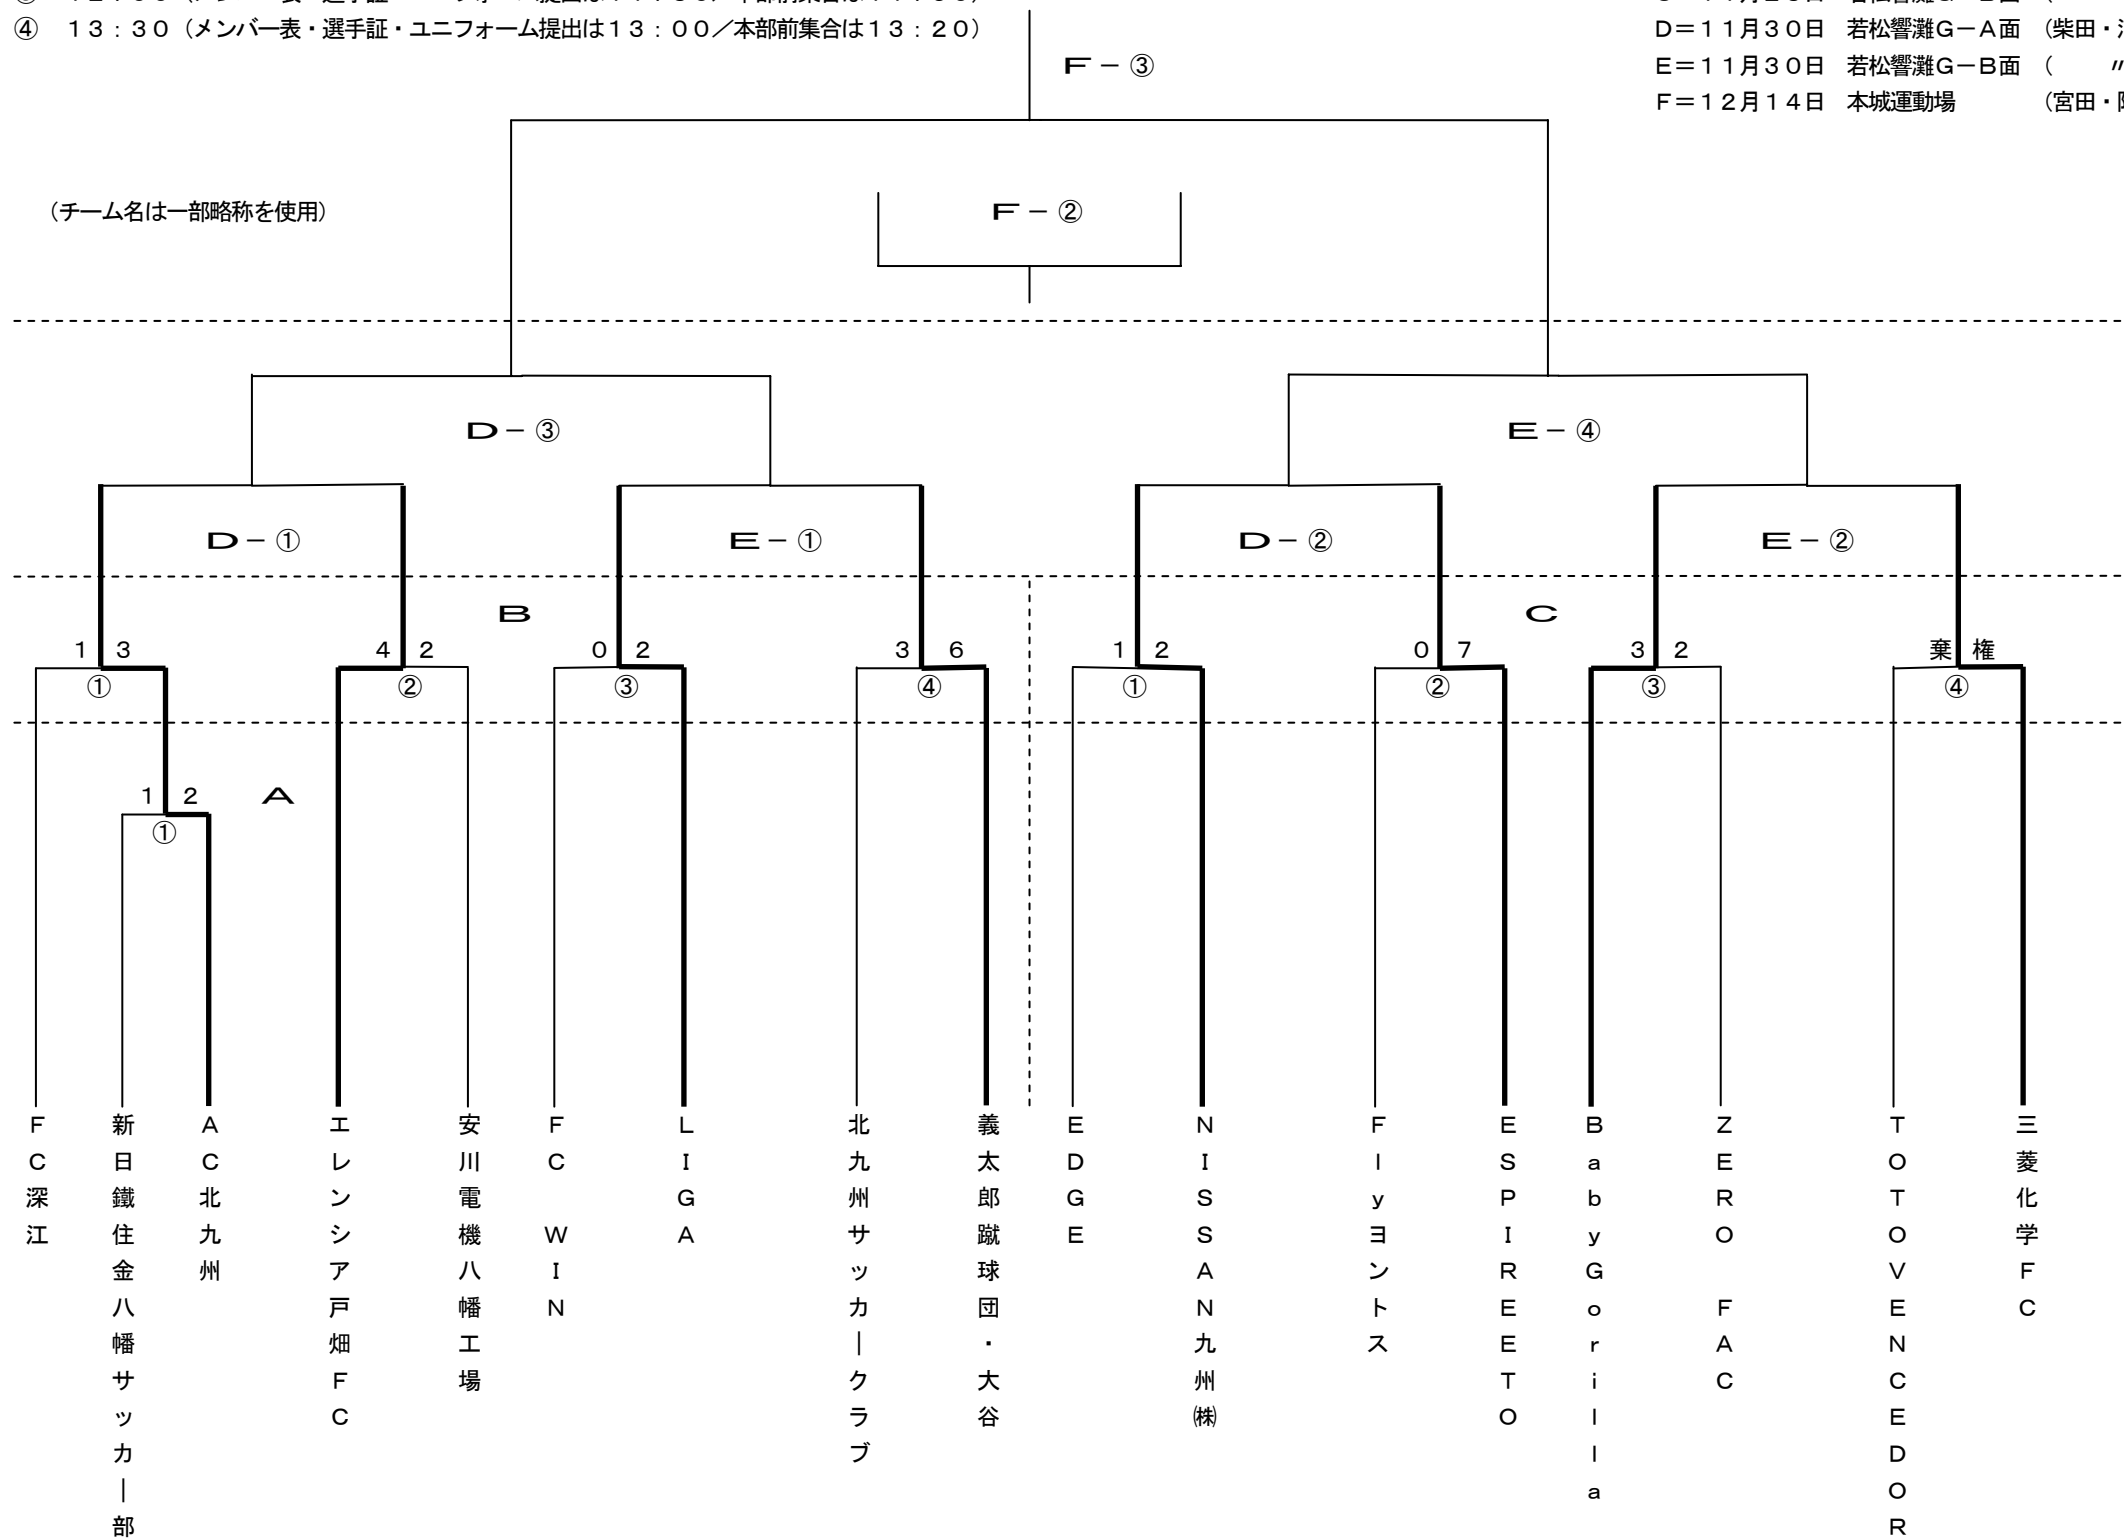 ④　１３：３０（メンバー表・選手証・ユニフォーム提出は１３：００／本部前集合は１３：２０）
D＝１１月３０日　若松響灘G－A面　（柴田・
E＝１１月３０日　若松響灘G－B面　（　　〃
F＝１２月１４日　本城運動場　　　（宮田・
F－③
（チーム名は一部略称を使用）
F－②
D－③
E－④
D－①
E－①
D－②
E－②
B
C
1 3
4 2
0 2
3 6
1 2
0 7
3 2
棄 権
①
②
③
④
①
②
③
④
1 2
A
①
FC深江
新日鐵住金八幡サッカー部
AC北九州
エレンシア戸畑FC
安川電機八幡工場
FC　WIN
LIGA
北九州サッカークラブ
義太郎蹴球団・大谷
EDGE
NISSAN九州㈱
Flyヨントス
ESPIREETO
BabyGorilla
ZERO　FAC
TOTOVENCEDOR
三菱化学FC